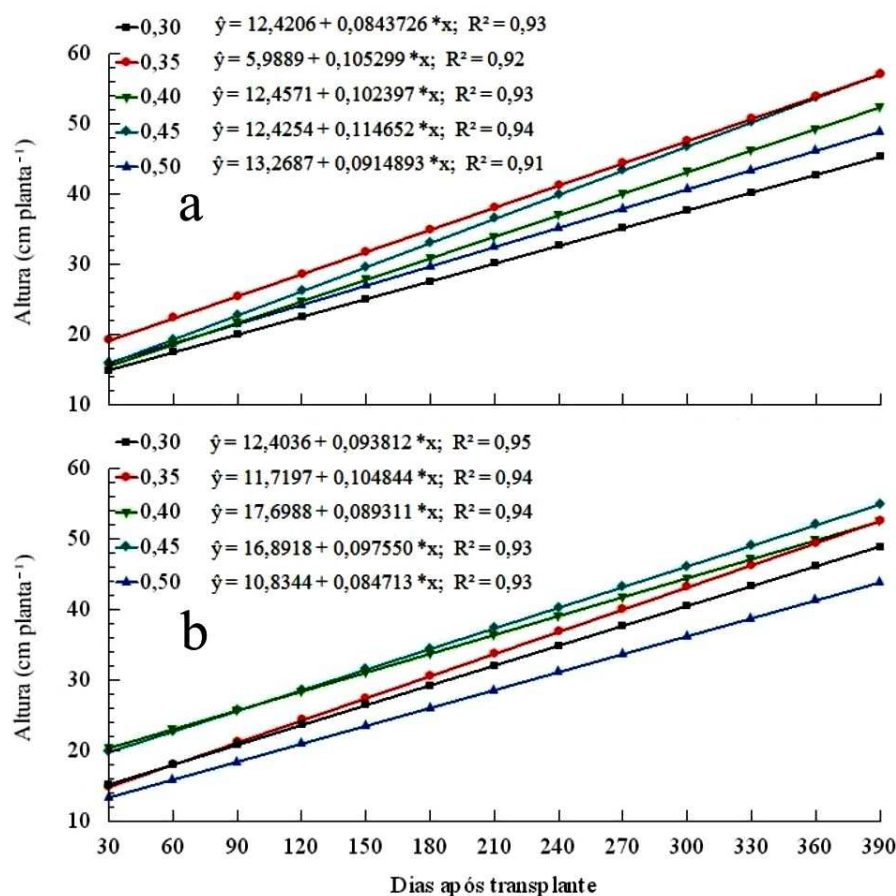 0,30 ŷ= 12,4206 + 0,0843726 *x; R² = 0,93
0,35 ŷ= 5,9889 + 0,105299 *x; R² = 0,92
0,40 ŷ= 12,4571 + 0,102397 *x; R² = 0,93
0,45 ŷ= 12,4254 + 0,114652 *x; R² = 0,94
0,50 ŷ= 13,2687 + 0,0914893 *x; R² = 0,91
a
Altura (cm planta⁻¹)
60
50
40
30
20
10
0,30 ŷ= 12,4036 + 0,093812 *x; R² = 0,95
0,35 ŷ= 11,7197 + 0,104844 *x; R² = 0,94
0,40 ŷ= 17,6988 + 0,089311 *x; R² = 0,94
0,45 ŷ= 16,8918 + 0,097550 *x; R² = 0,93
0,50 ŷ= 10,8344 + 0,084713 *x; R² = 0,93
b
Altura (cm planta⁻¹)
60
50
40
30
20
10
30 60 90 120 150 180 210 240 270 300 330 360 390
Dias após transplante